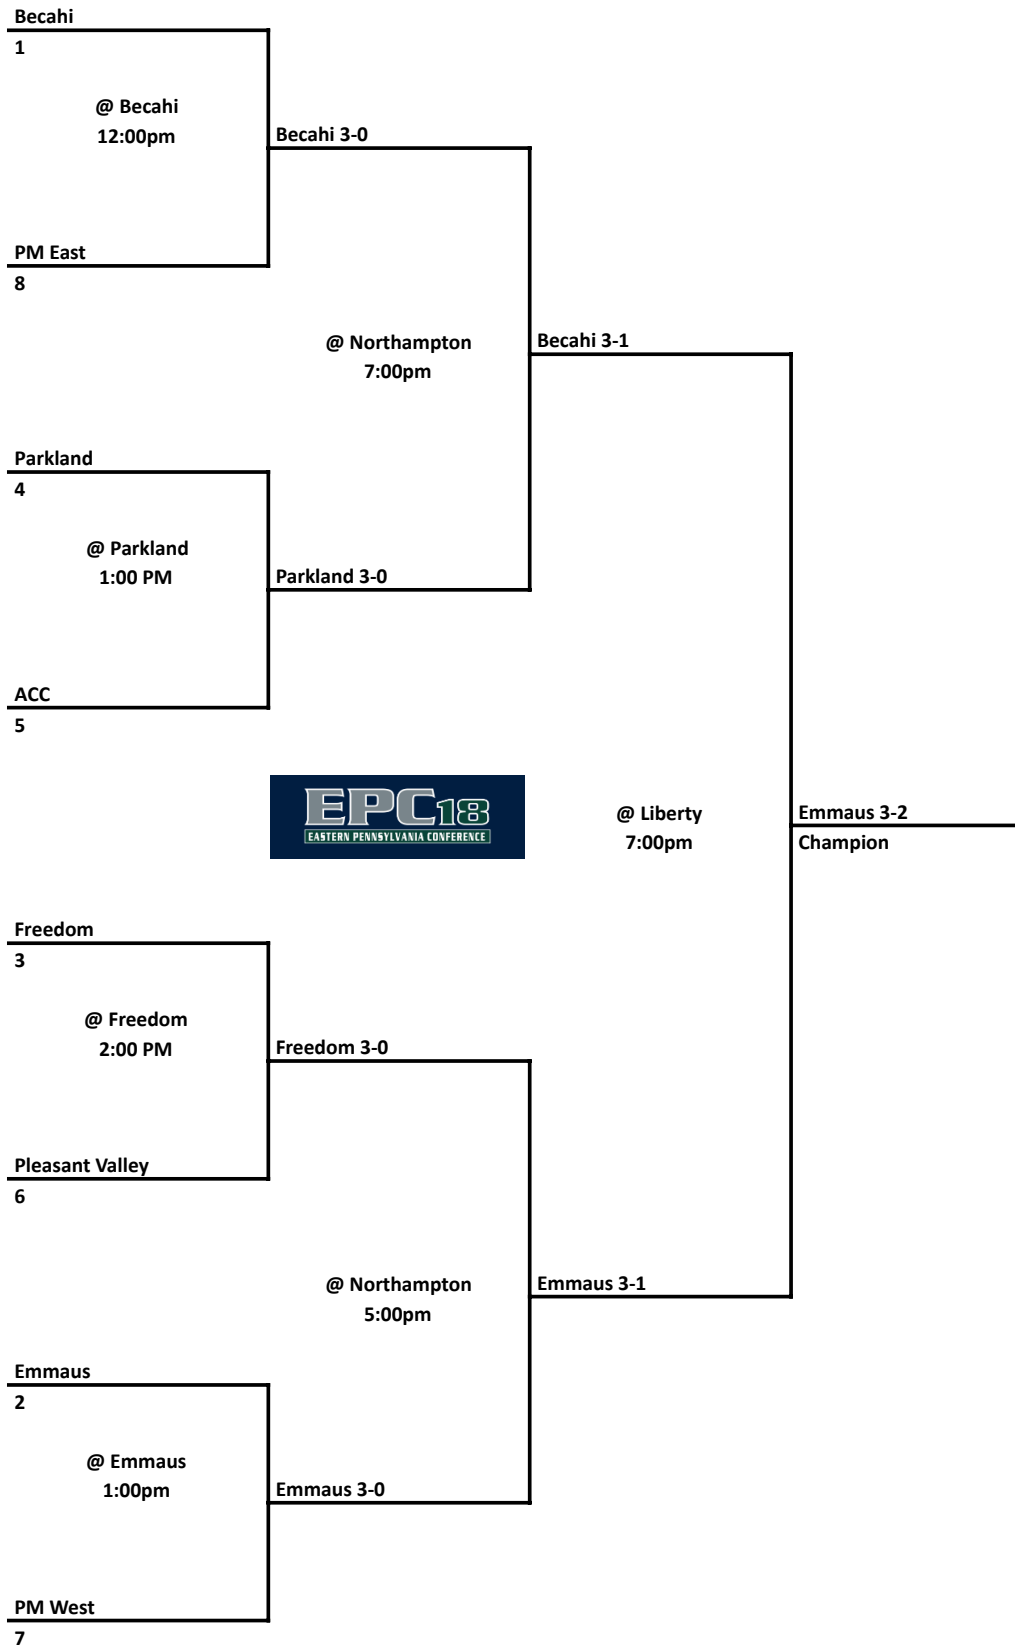 Becahi
1
@ Becahi
12:00pm
Becahi 3-0
PM East
8
@ Northampton
7:00pm
Becahi 3-1
Parkland
4
@ Parkland
1:00 PM
Parkland 3-0
ACC
5
EPC18
EASTERN PENNSYLVANIA CONFERENCE
@ Liberty
7:00pm
Emmaus 3-2
Champion
Freedom
3
@ Freedom
2:00 PM
Freedom 3-0
Pleasant Valley
6
@ Northampton
5:00pm
Emmaus 3-1
Emmaus
2
@ Emmaus
1:00pm
Emmaus 3-0
PM West
7